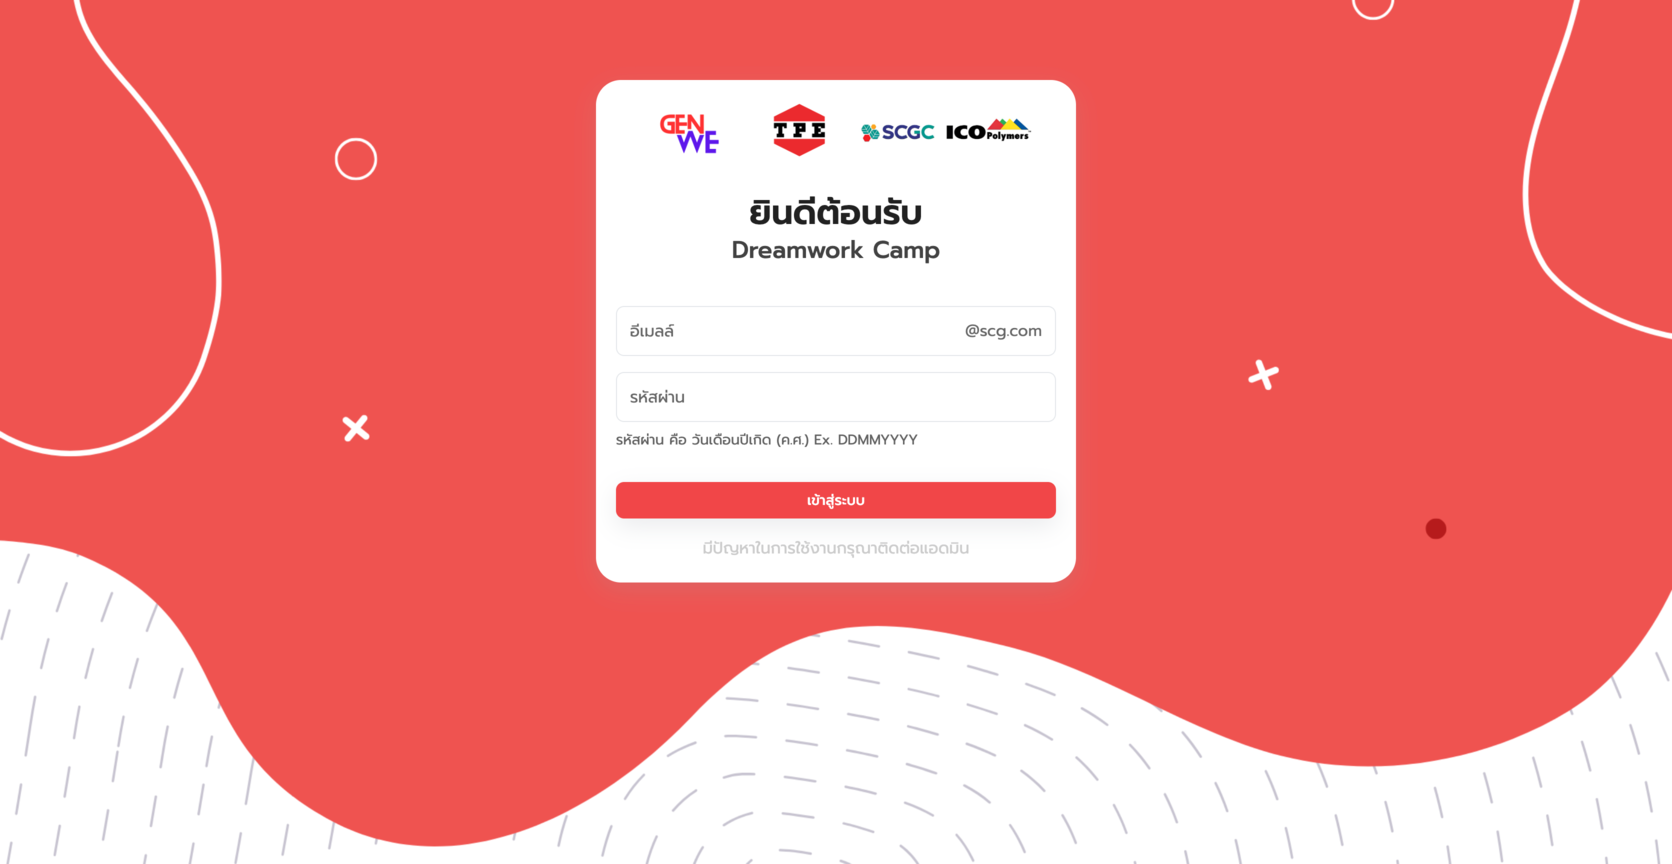 GEN
WE
TPE
SCGC
ICO Polymers
ยินดีต้อนรับ
Dreamwork Camp
อีเมลล์ @scg.com
รหัสผ่าน
รหัสผ่าน คือ วันเดือนปีเกิด (ค.ศ.) Ex. DDMMYYYY
เข้าสู่ระบบ
มีปัญหาในการใช้งานกรุณาติดต่อแอดมิน